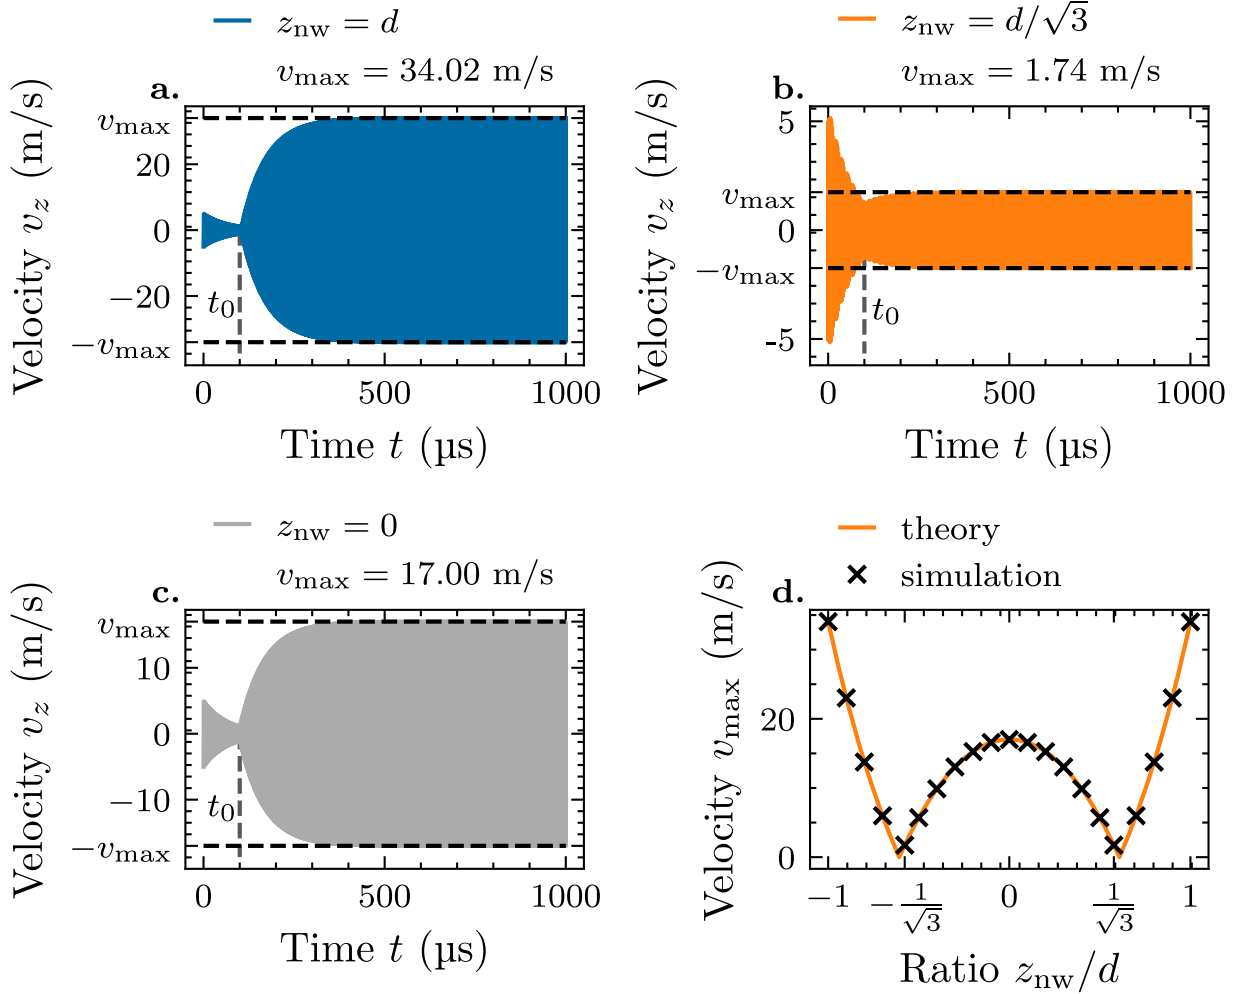 z_nw = d
v_max = 34.02 m/s
a.
Velocity v_z (m/s)
v_max
20
0
−20
−v_max
t_0
0 500 1000
Time t (µs)
z_nw = d/√3
v_max = 1.74 m/s
b.
Velocity v_z (m/s)
5
v_max
0
−v_max
-5
t_0
0 500 1000
Time t (µs)
z_nw = 0
v_max = 17.00 m/s
c.
Velocity v_z (m/s)
v_max
10
0
−10
−v_max
t_0
0 500 1000
Time t (µs)
theory
simulation
d.
Velocity v_max (m/s)
20
0
−1 −1/√3 0 1/√3 1
Ratio z_nw/d